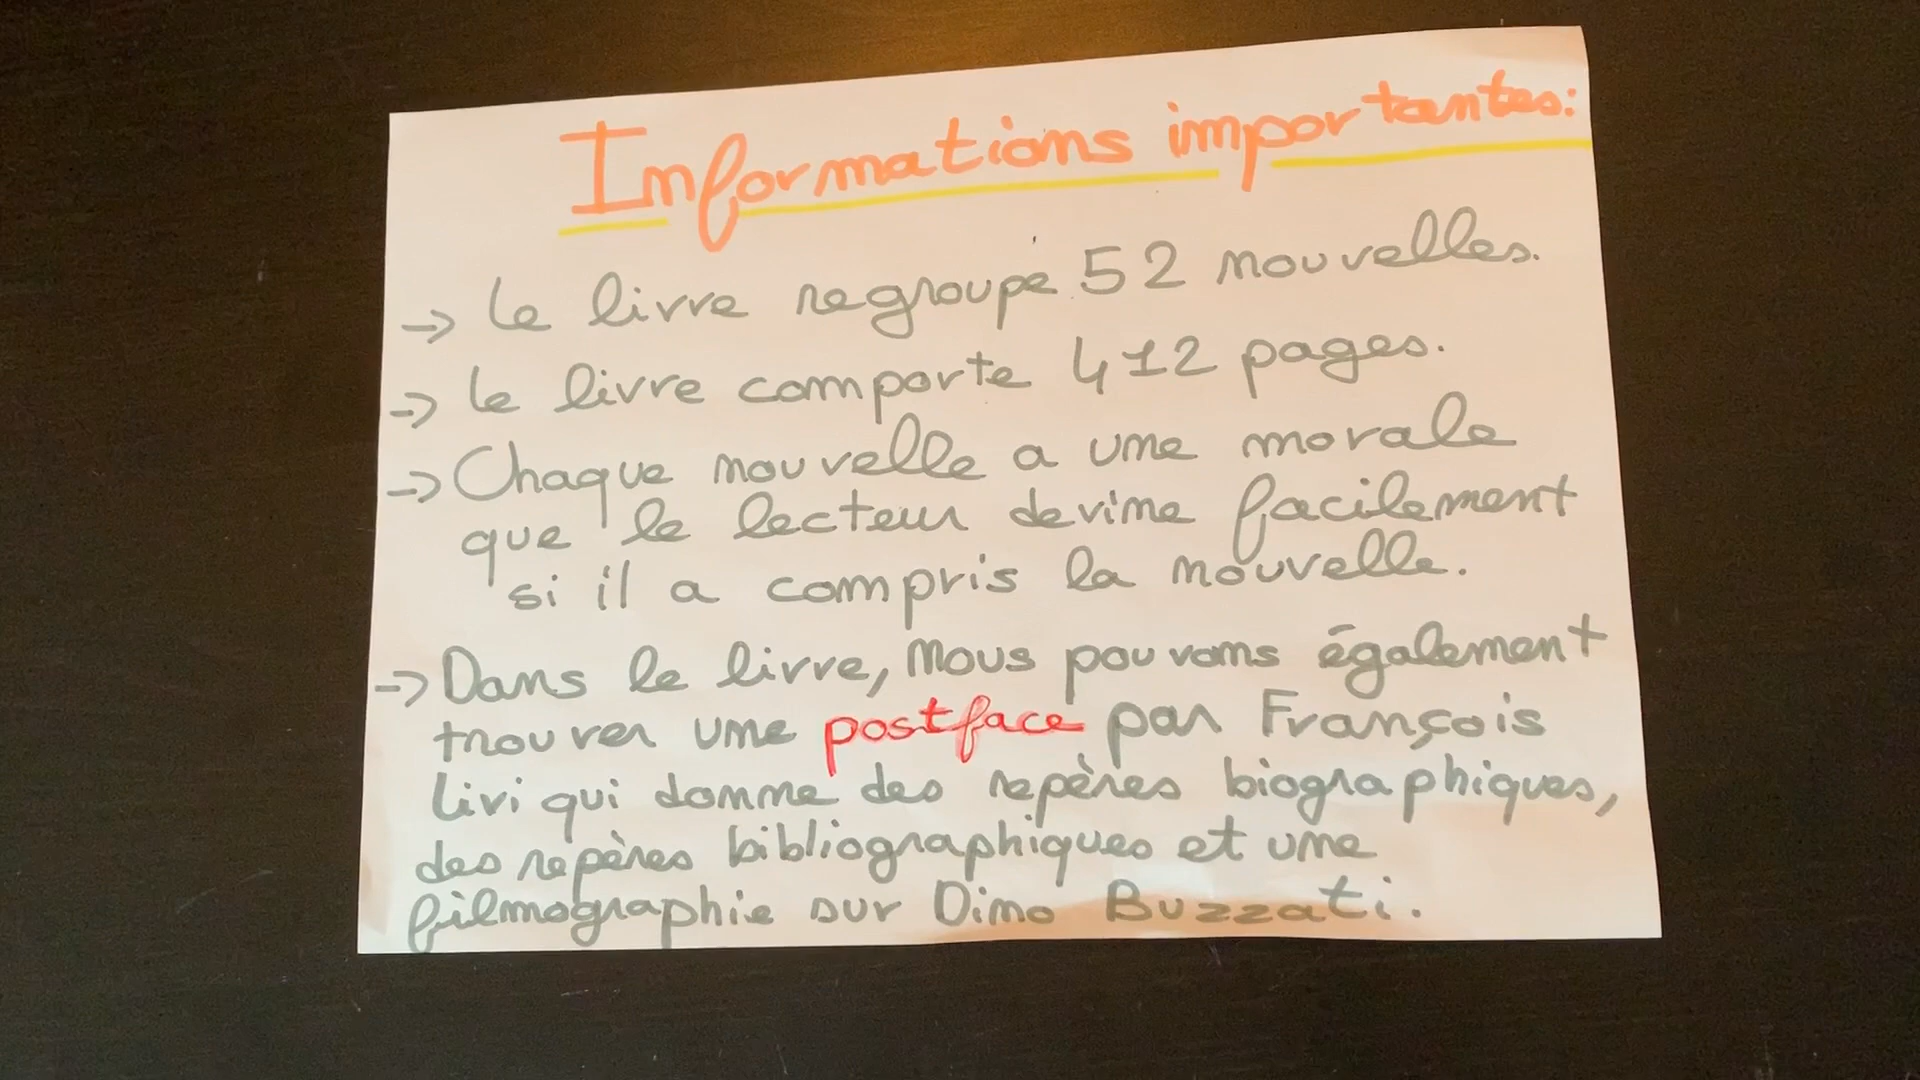 Informations importantes:
-> Le livre regroupe 52 nouvelles.
-> Le livre comporte 412 pages.
-> Chaque nouvelle a une morale
que le lecteur devine facilement
si il a compris la nouvelle.
-> Dans le livre, nous pouvons également
trouver une postface par François
Livi qui donne des repères biographiques,
des repères bibliographiques et une
filmographie sur Dino Buzzati.